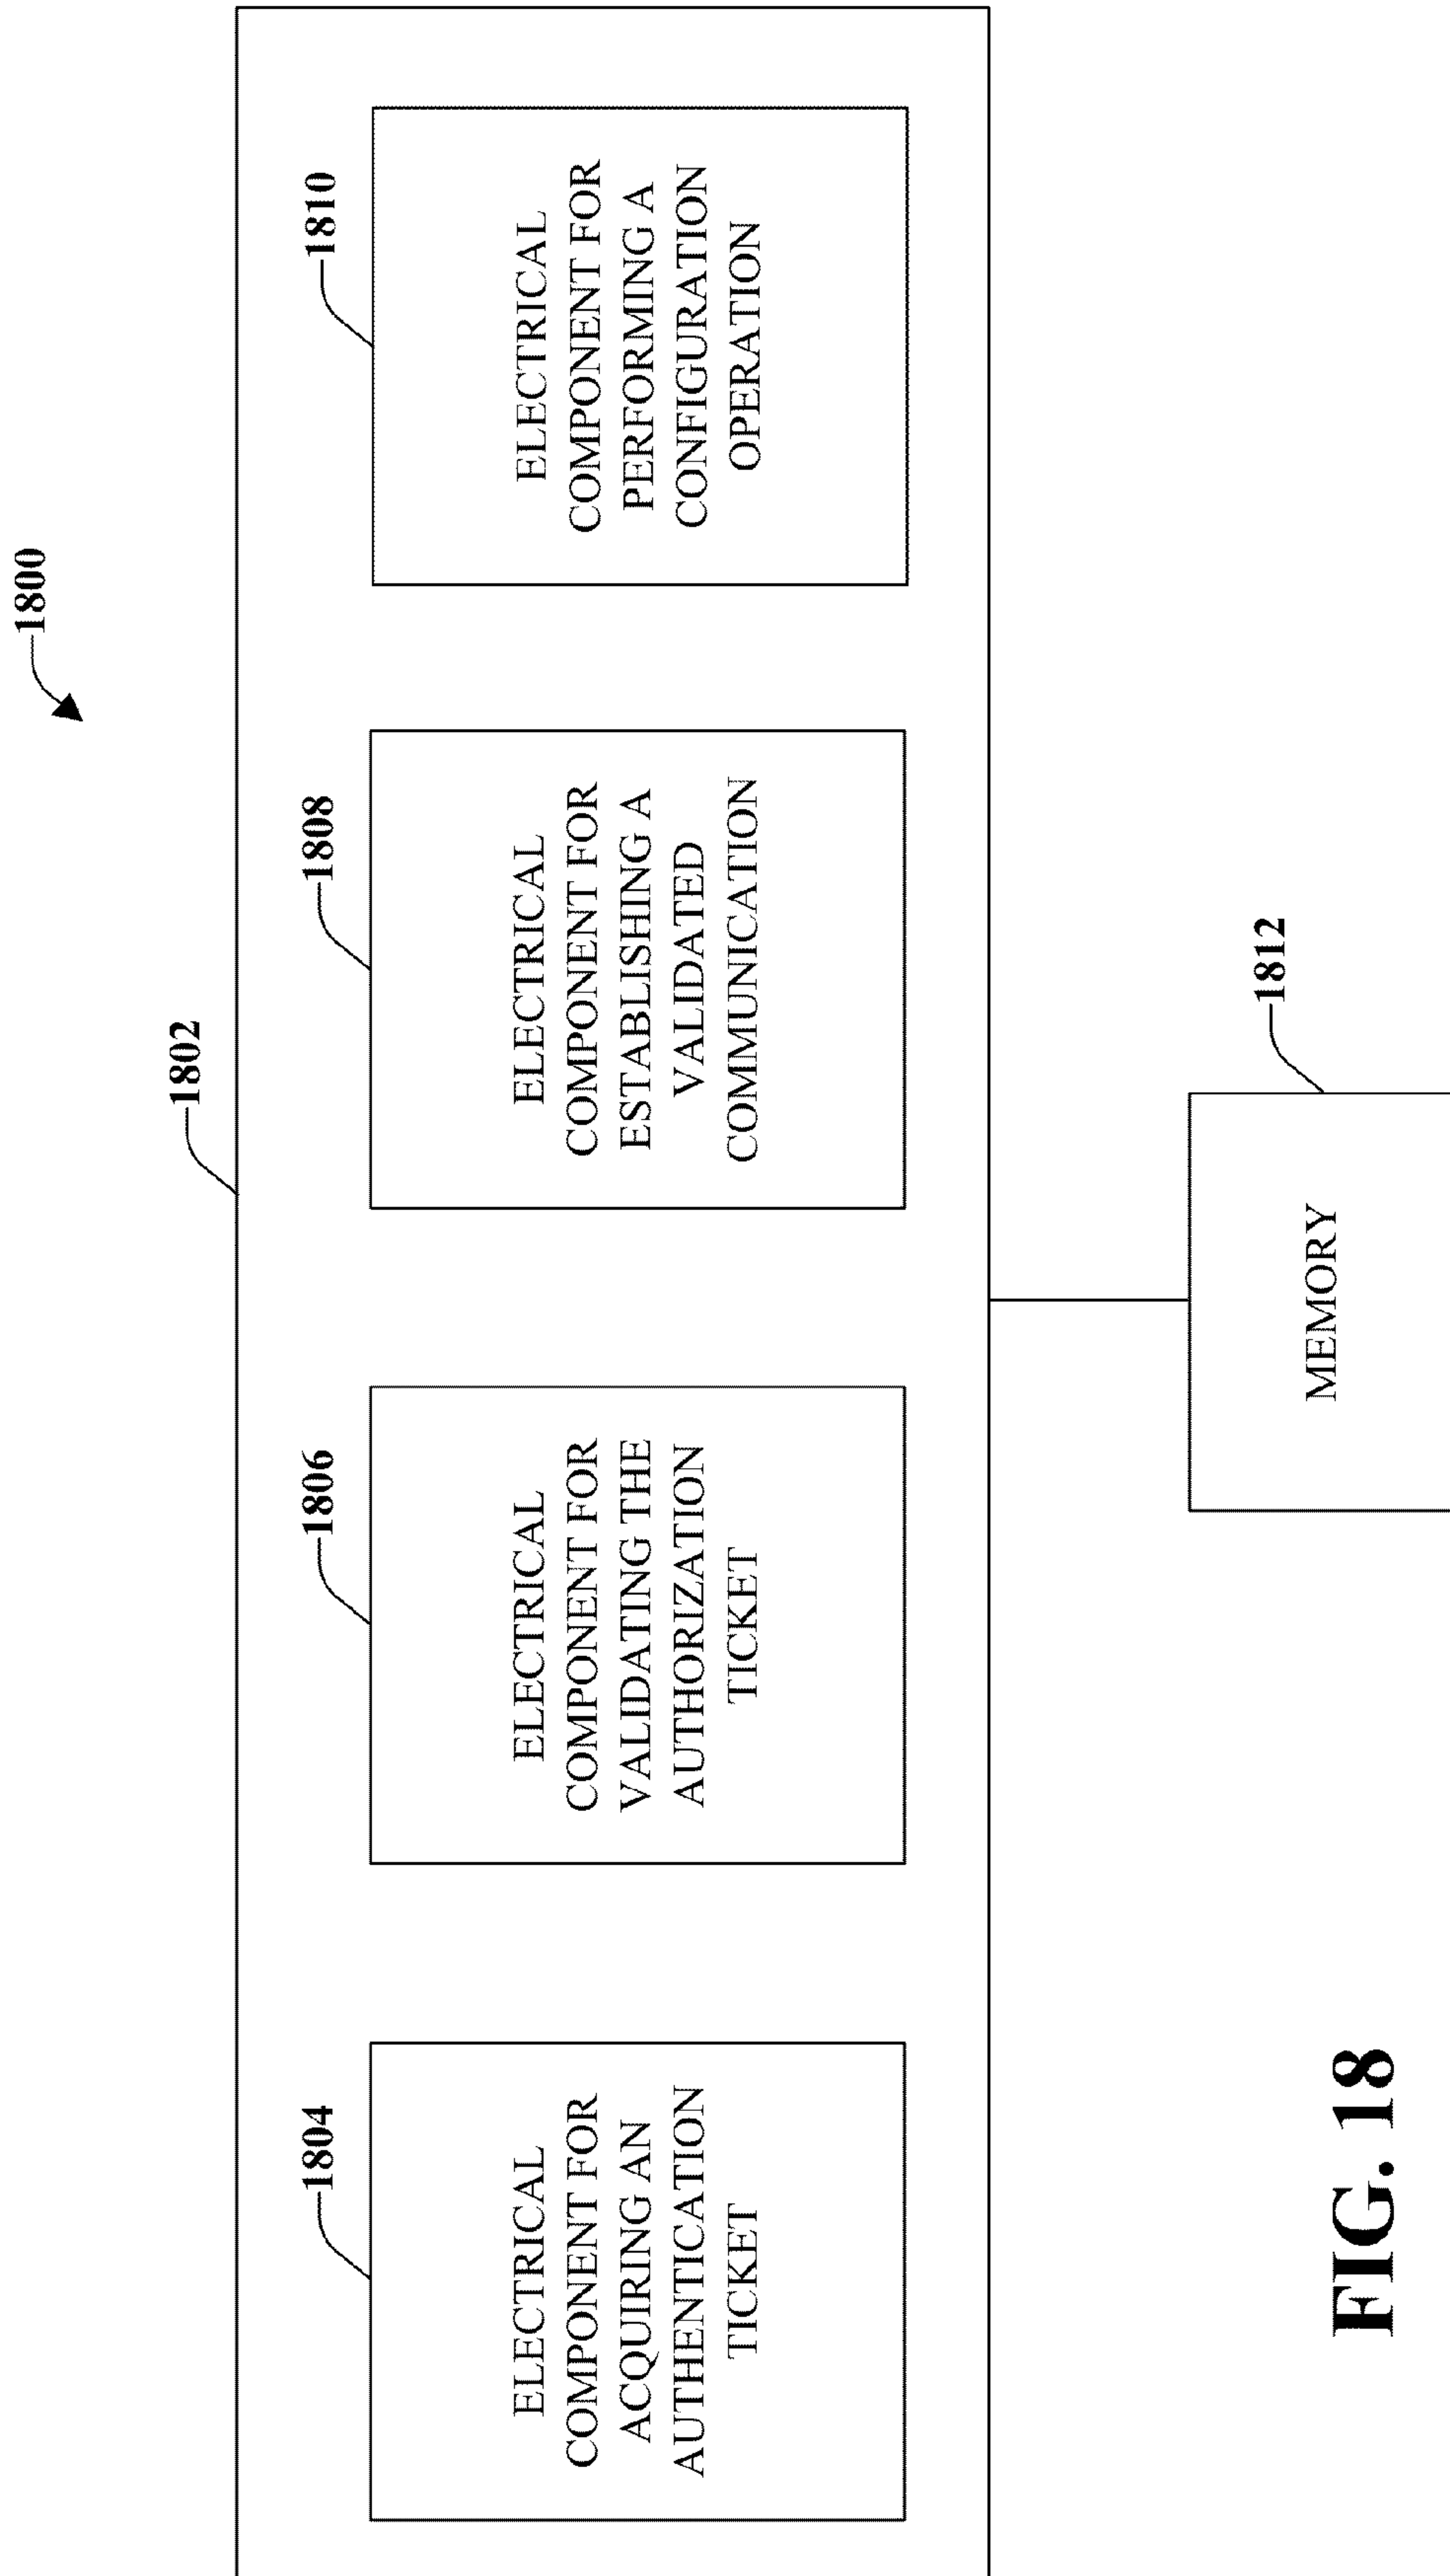 1800
1802
1804
ELECTRICAL
COMPONENT FOR
ACQUIRING AN
AUTHENTICATION
TICKET
1806
ELECTRICAL
COMPONENT FOR
VALIDATING THE
AUTHORIZATION
TICKET
1808
ELECTRICAL
COMPONENT FOR
ESTABLISHING A
VALIDATED
COMMUNICATION
1810
ELECTRICAL
COMPONENT FOR
PERFORMING A
CONFIGURATION
OPERATION
1812
MEMORY
FIG. 18